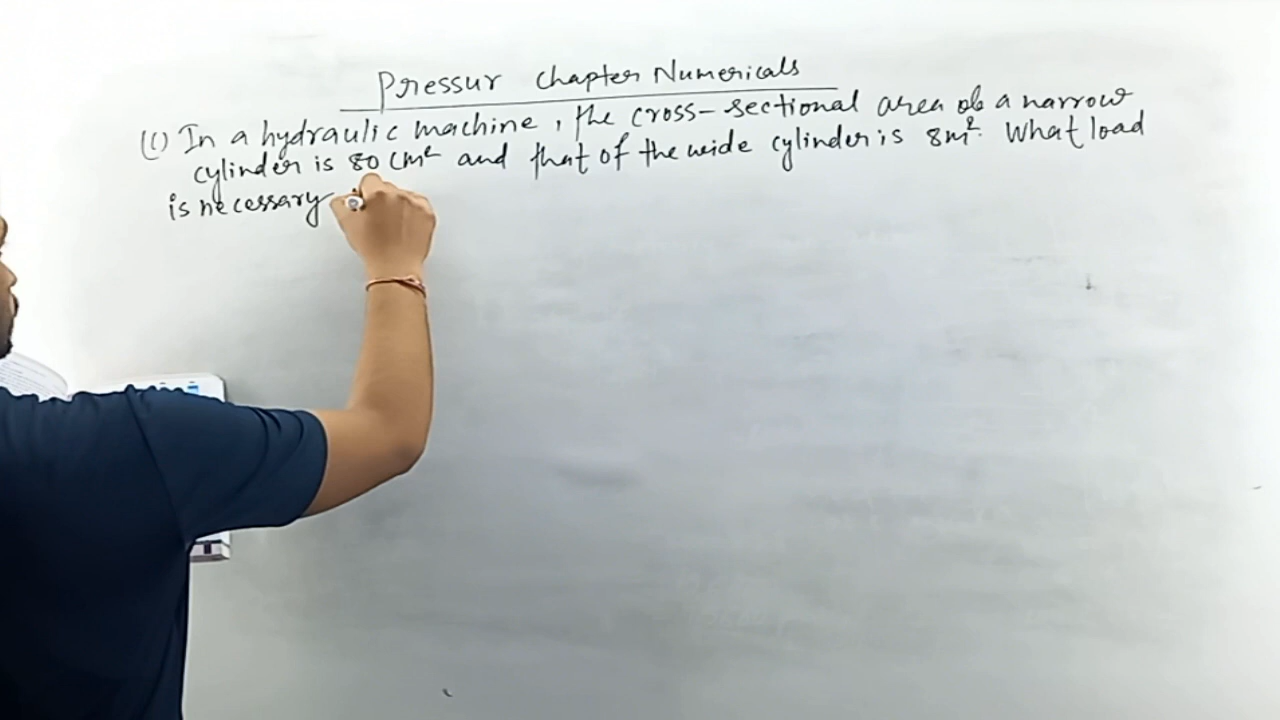 Pressur Chapter Numericals
(1) In a hydraulic machine, the cross-sectional area of a narrow
cylinder is 80 cm² and that of the wide cylinder is 8m². What load
is necessary